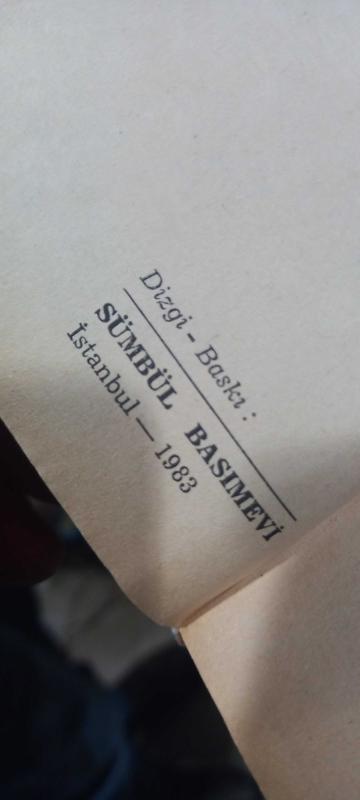 Dizgi - Baskı :
SÜMBÜL BASIMEVİ
İstanbul — 1983